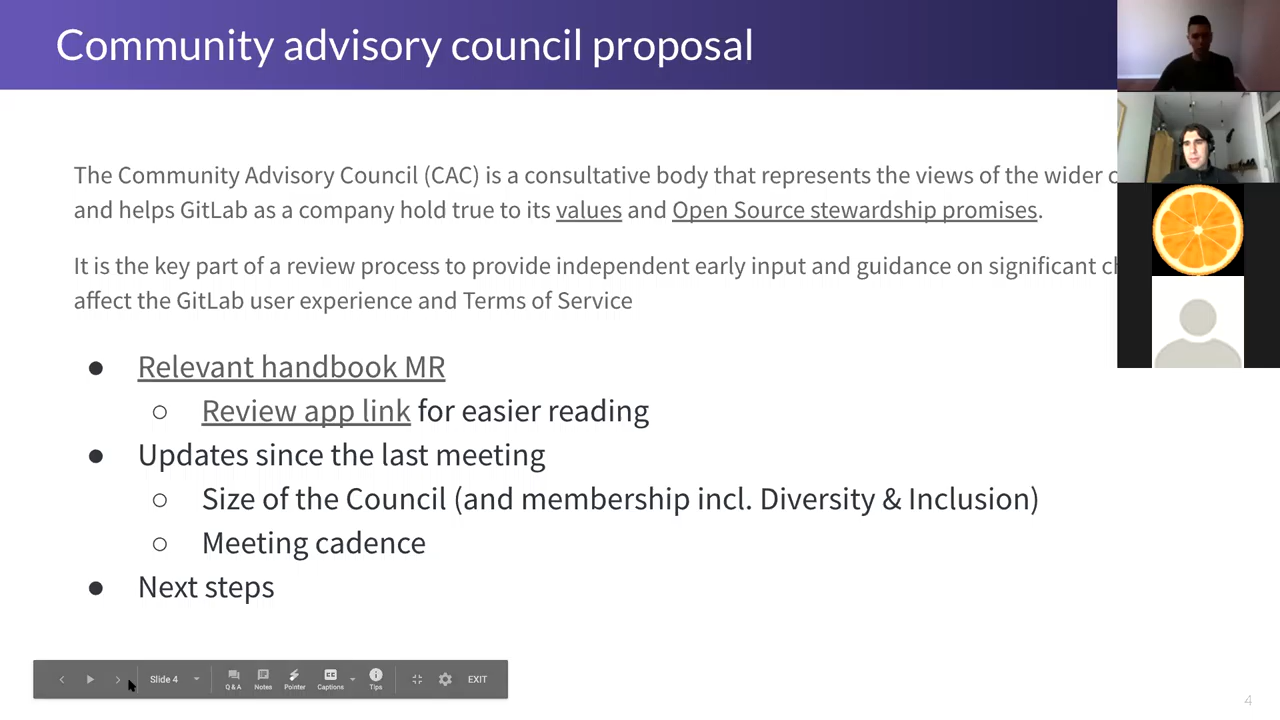 Community advisory council proposal
The Community Advisory Council (CAC) is a consultative body that represents the views of the wider
and helps GitLab as a company hold true to its values and Open Source stewardship promises.
It is the key part of a review process to provide independent early input and guidance on significant
affect the GitLab user experience and Terms of Service
● Relevant handbook MR
○ Review app link for easier reading
● Updates since the last meeting
○ Size of the Council (and membership incl. Diversity & Inclusion)
○ Meeting cadence
● Next steps
Slide 4
Q & A
Notes
Pointer
CC
Captions
Tips
EXIT
4